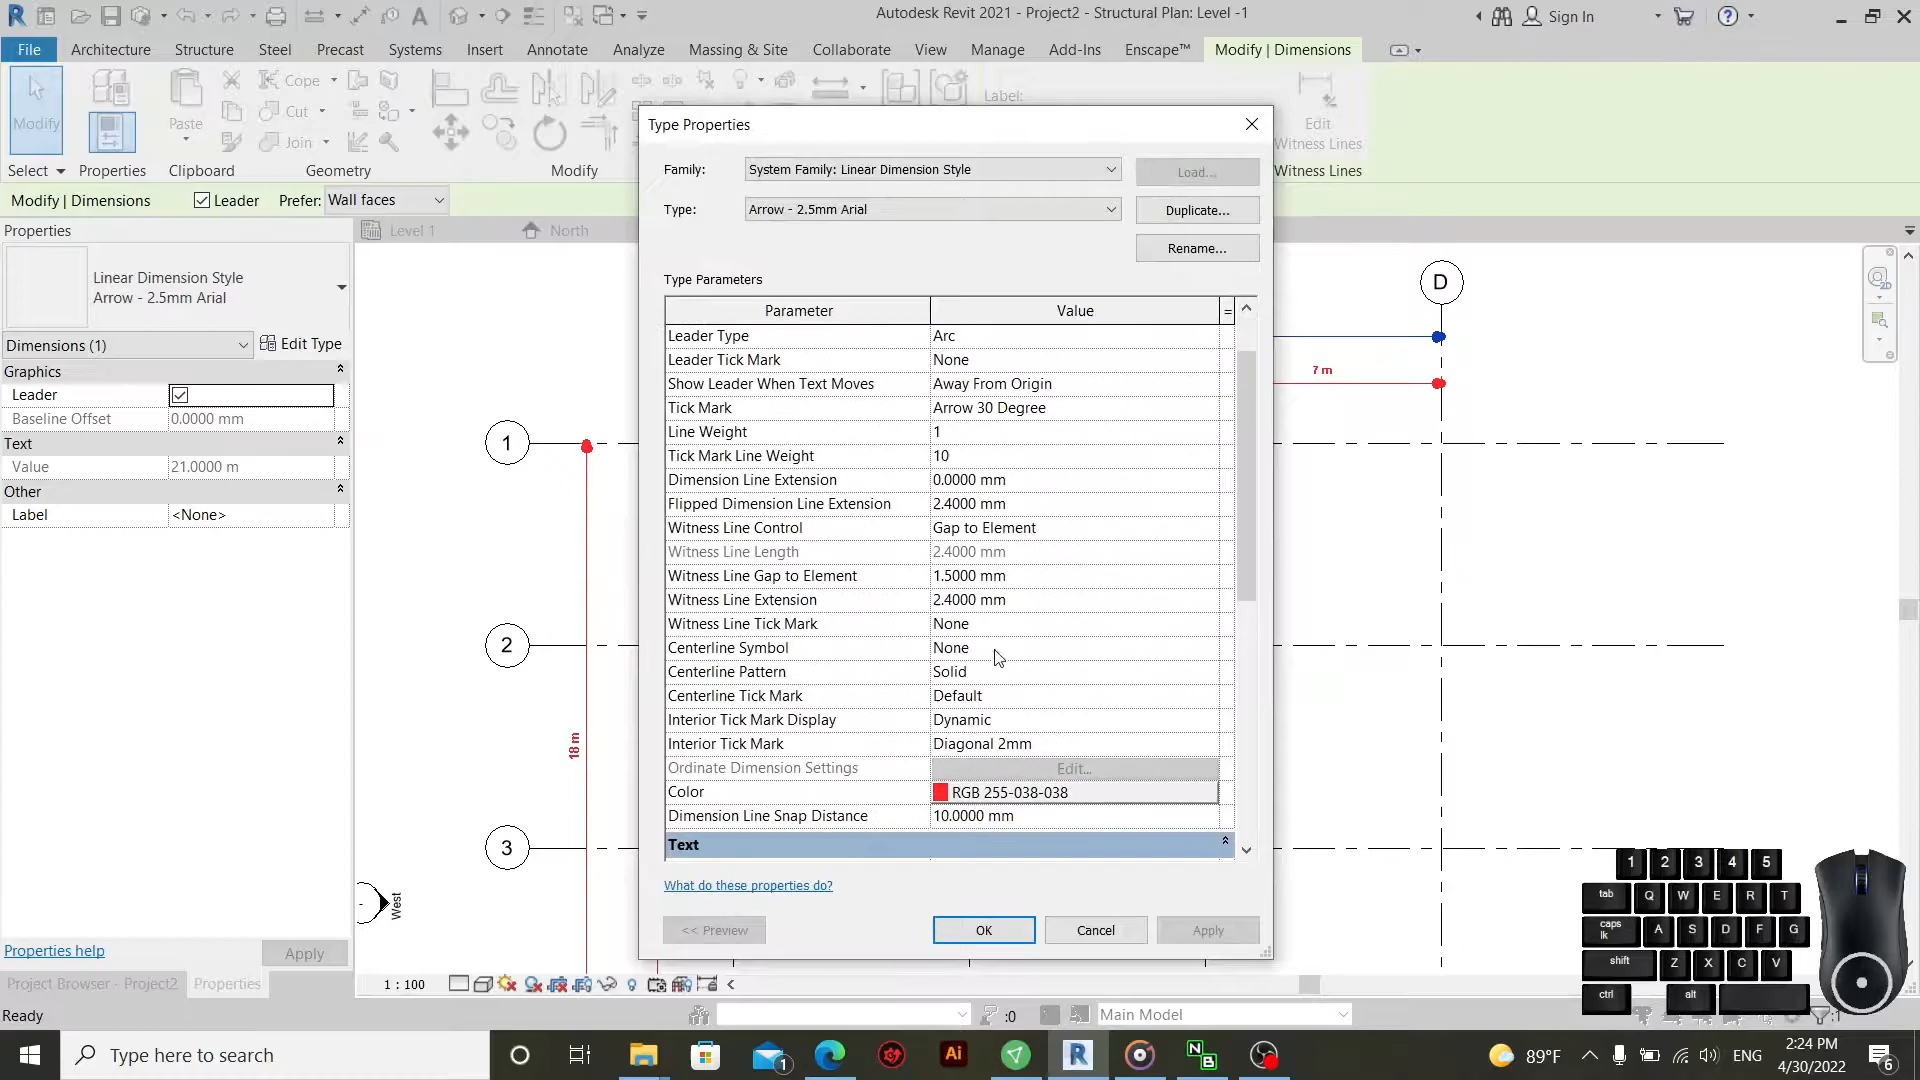 Autodesk Revit 2021 - Project2 - Structural Plan: Level -1
Sign In
File Architecture Structure Steel Precast Systems Insert Annotate Analyze Massing & Site Collaborate View Manage Add-Ins Enscape™ Modify | Dimensions
Modify
Paste
Cope
Cut
Join
Label:
Edit
Witness Lines
Select Properties Clipboard Geometry Modify Witness Lines
Modify | Dimensions Leader Prefer: Wall faces
Properties
Level 1
North
Linear Dimension Style
Arrow - 2.5mm Arial
Dimensions (1) Edit Type
Graphics
Leader
Baseline Offset 0.0000 mm
Text
Value 21.0000 m
Other
Label <None>
Properties help Apply
Project Browser - Project2 Properties
Type Properties
Family: System Family: Linear Dimension Style Load...
Type: Arrow - 2.5mm Arial Duplicate...
Rename...
Type Parameters
Parameter Value =
Leader Type Arc
Leader Tick Mark None
Show Leader When Text Moves Away From Origin
Tick Mark Arrow 30 Degree
Line Weight 1
Tick Mark Line Weight 10
Dimension Line Extension 0.0000 mm
Flipped Dimension Line Extension 2.4000 mm
Witness Line Control Gap to Element
Witness Line Length 2.4000 mm
Witness Line Gap to Element 1.5000 mm
Witness Line Extension 2.4000 mm
Witness Line Tick Mark None
Centerline Symbol None
Centerline Pattern Solid
Centerline Tick Mark Default
Interior Tick Mark Display Dynamic
Interior Tick Mark Diagonal 2mm
Ordinate Dimension Settings Edit...
Color RGB 255-038-038
Dimension Line Snap Distance 10.0000 mm
Text
What do these properties do?
<< Preview OK Cancel Apply
D
7 m
1
2
18 m
3
West
2D
1 : 100
Ready
:0
Main Model
:1
1 2 3 4 5
tab Q W E R T
caps lk A S D F G
shift Z X C V
ctrl alt
Type here to search
1
Ai
R
N
B
89°F
ENG
2:24 PM
4/30/2022
6